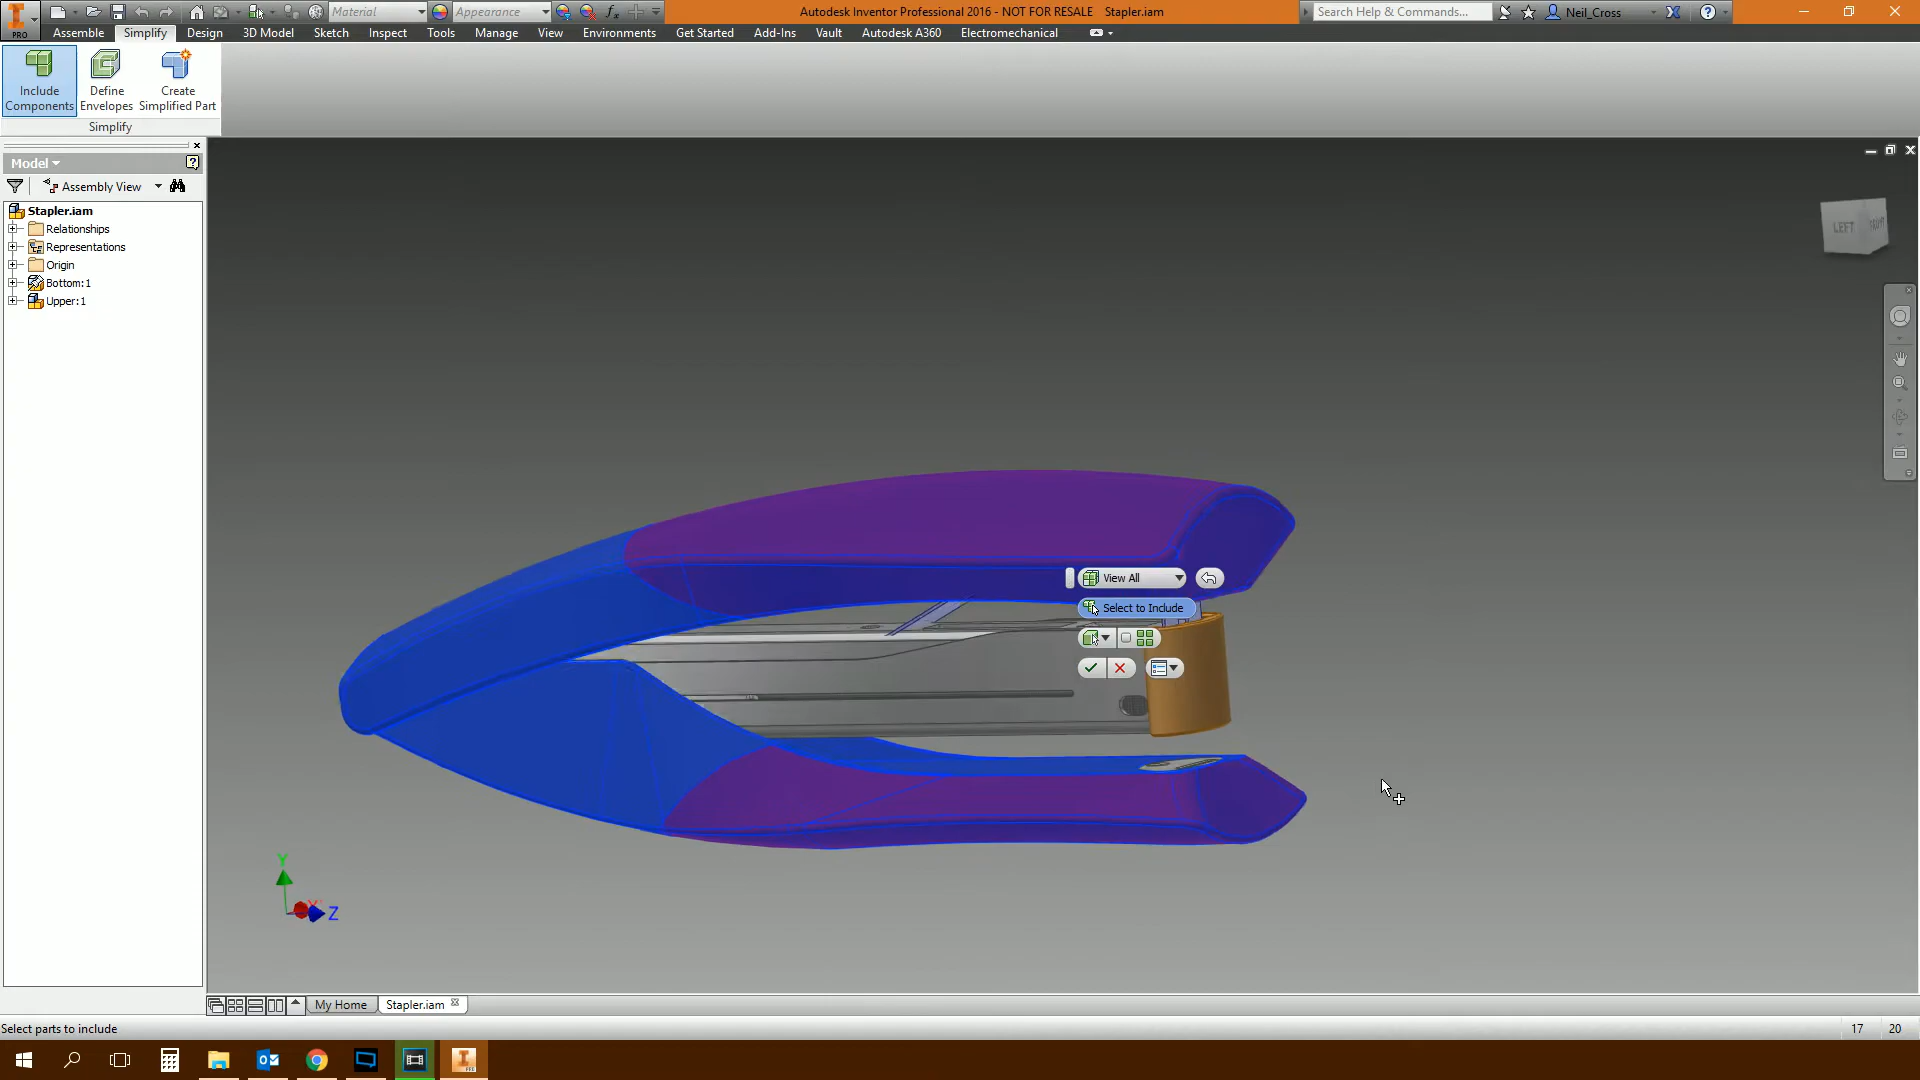 Material
Appearance
Autodesk Inventor Professional 2016 - NOT FOR RESALE Stapler.iam
Search Help & Commands...
Neil_Cross
PRO
Assemble Simplify Design 3D Model Sketch Inspect Tools Manage View Environments Get Started Add-Ins Vault Autodesk A360 Electromechanical
Include Components
Define Envelopes
Create Simplified Part
Simplify
Model
Assembly View
Stapler.iam
Relationships
Representations
Origin
Bottom:1
Upper:1
LEFT
View All
Select to Include
Y
X
Z
My Home
Stapler.iam
Select parts to include
17 20